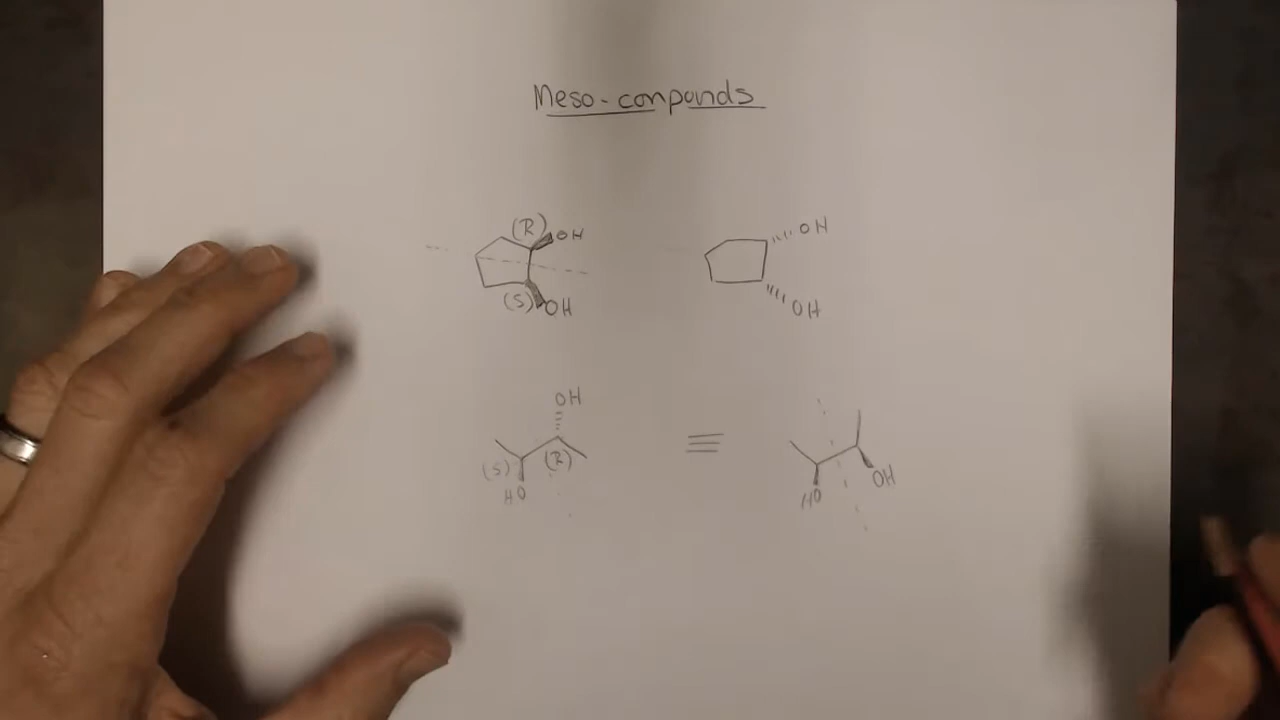 Meso-conpounds
(R) OH
(S) OH
OH
OH
OH
(S) (R)
HO
≡
HO OH